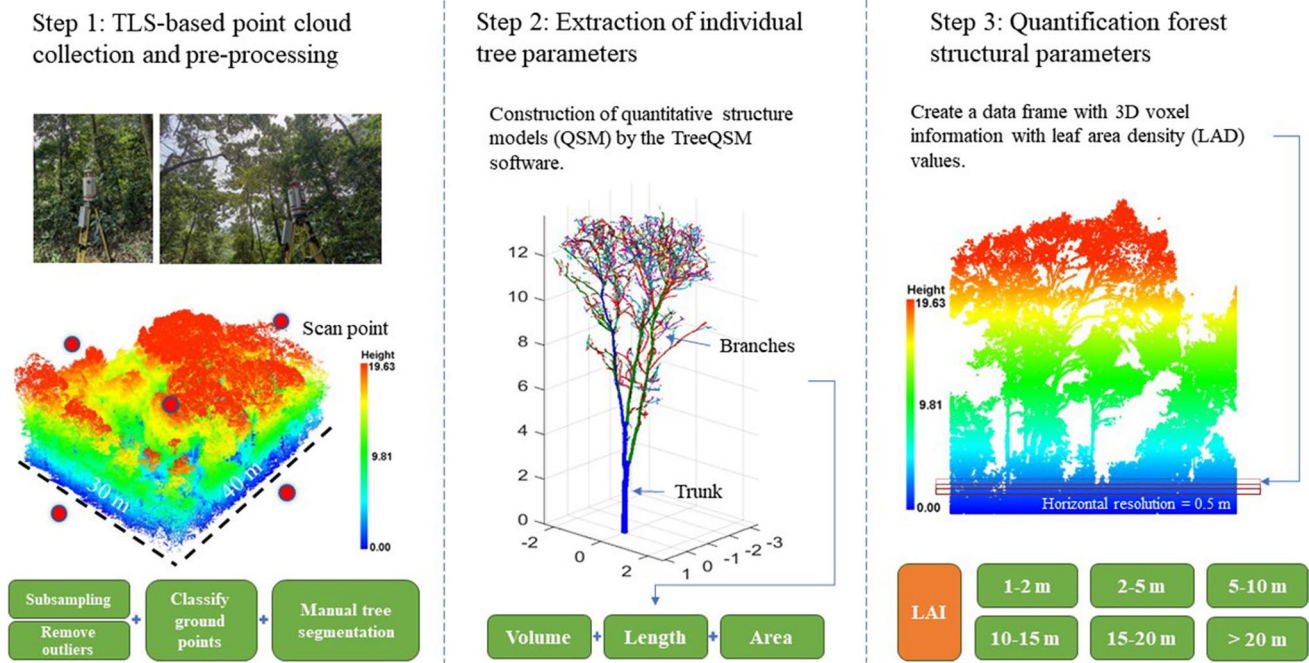 Step 1: TLS-based point cloud
collection and pre-processing
Scan point
Height
19.63
9.81
0.00
30 m
40 m
Subsampling
Remove
outliers
+
Classify
ground
points
+
Manual tree
segmentation
Step 2: Extraction of individual
tree parameters
Construction of quantitative structure
models (QSM) by the TreeQSM
software.
12
10
8
6
4
2
0
-2
0
2
1
0
-1
-2
-3
Branches
Trunk
Volume
+
Length
+
Area
Step 3: Quantification forest
structural parameters
Create a data frame with 3D voxel
information with leaf area density (LAD)
values.
Height
19.63
9.81
0.00
Horizontal resolution = 0.5 m
LAI
1-2 m
2-5 m
5-10 m
10-15 m
15-20 m
> 20 m